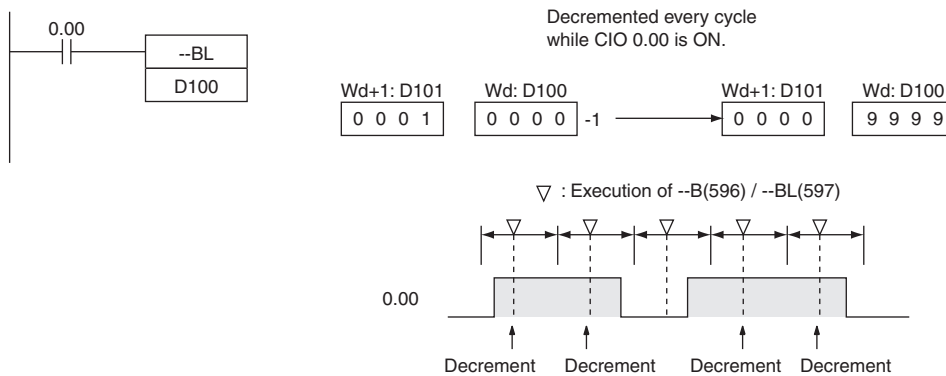 0.00
--BL
D100
Decremented every cycle
while CIO 0.00 is ON.
Wd+1: D101 Wd: D100 Wd+1: D101 Wd: D100
0 0 0 1 0 0 0 0 -1 0 0 0 0 9 9 9 9
▽ : Execution of --B(596) / --BL(597)
0.00
Decrement Decrement Decrement Decrement